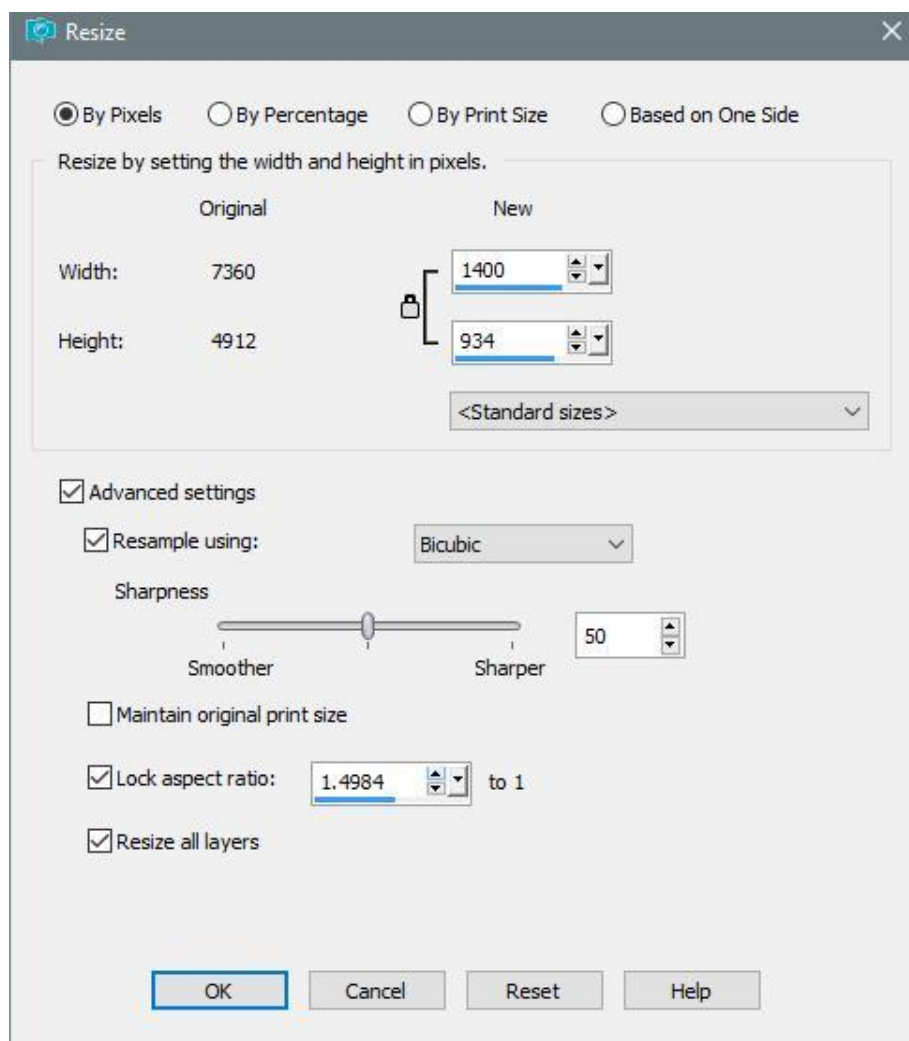 Resize
By Pixels By Percentage By Print Size Based on One Side
Resize by setting the width and height in pixels.
Original New
Width: 7360 1400
Height: 4912 934
<Standard sizes>
Advanced settings
Resample using: Bicubic
Sharpness
50
Smoother Sharper
Maintain original print size
Lock aspect ratio: 1.4984 to 1
Resize all layers
OK Cancel Reset Help